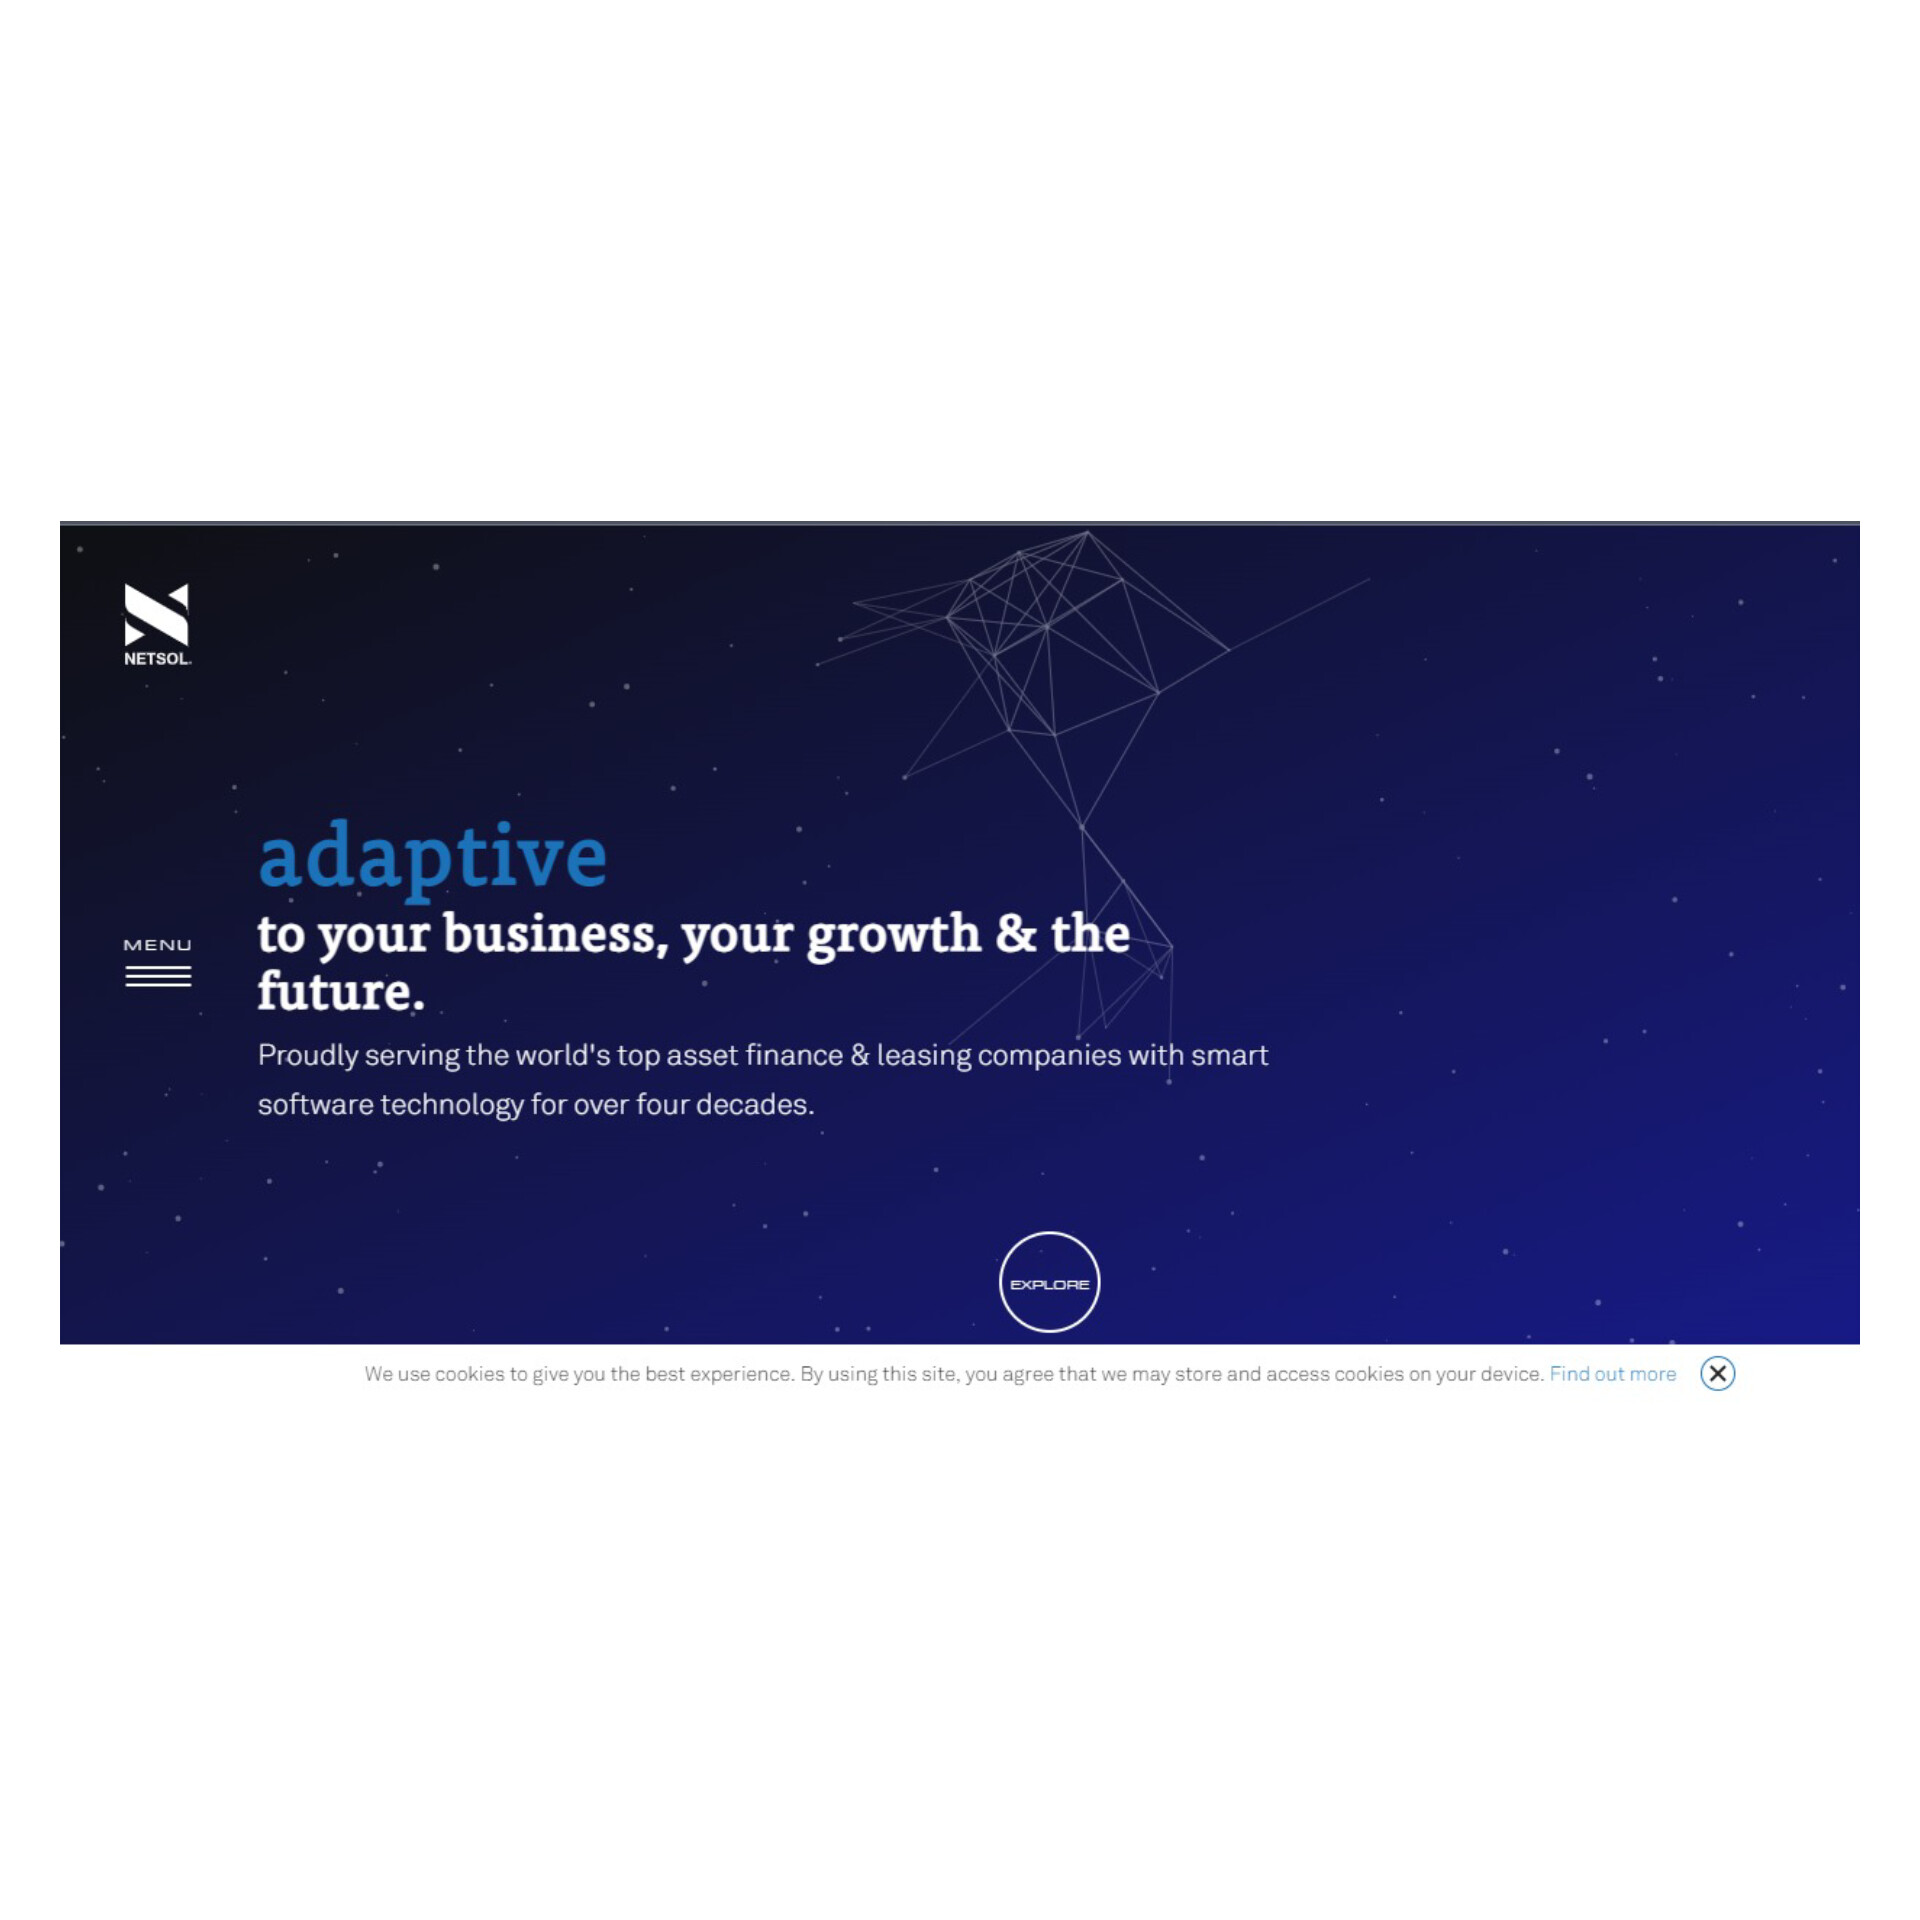 NETSOL
adaptive
MENU
to your business, your growth & the
future.
Proudly serving the world's top asset finance & leasing companies with smart
software technology for over four decades.
EXPLORE
We use cookies to give you the best experience. By using this site, you agree that we may store and access cookies on your device. Find out more